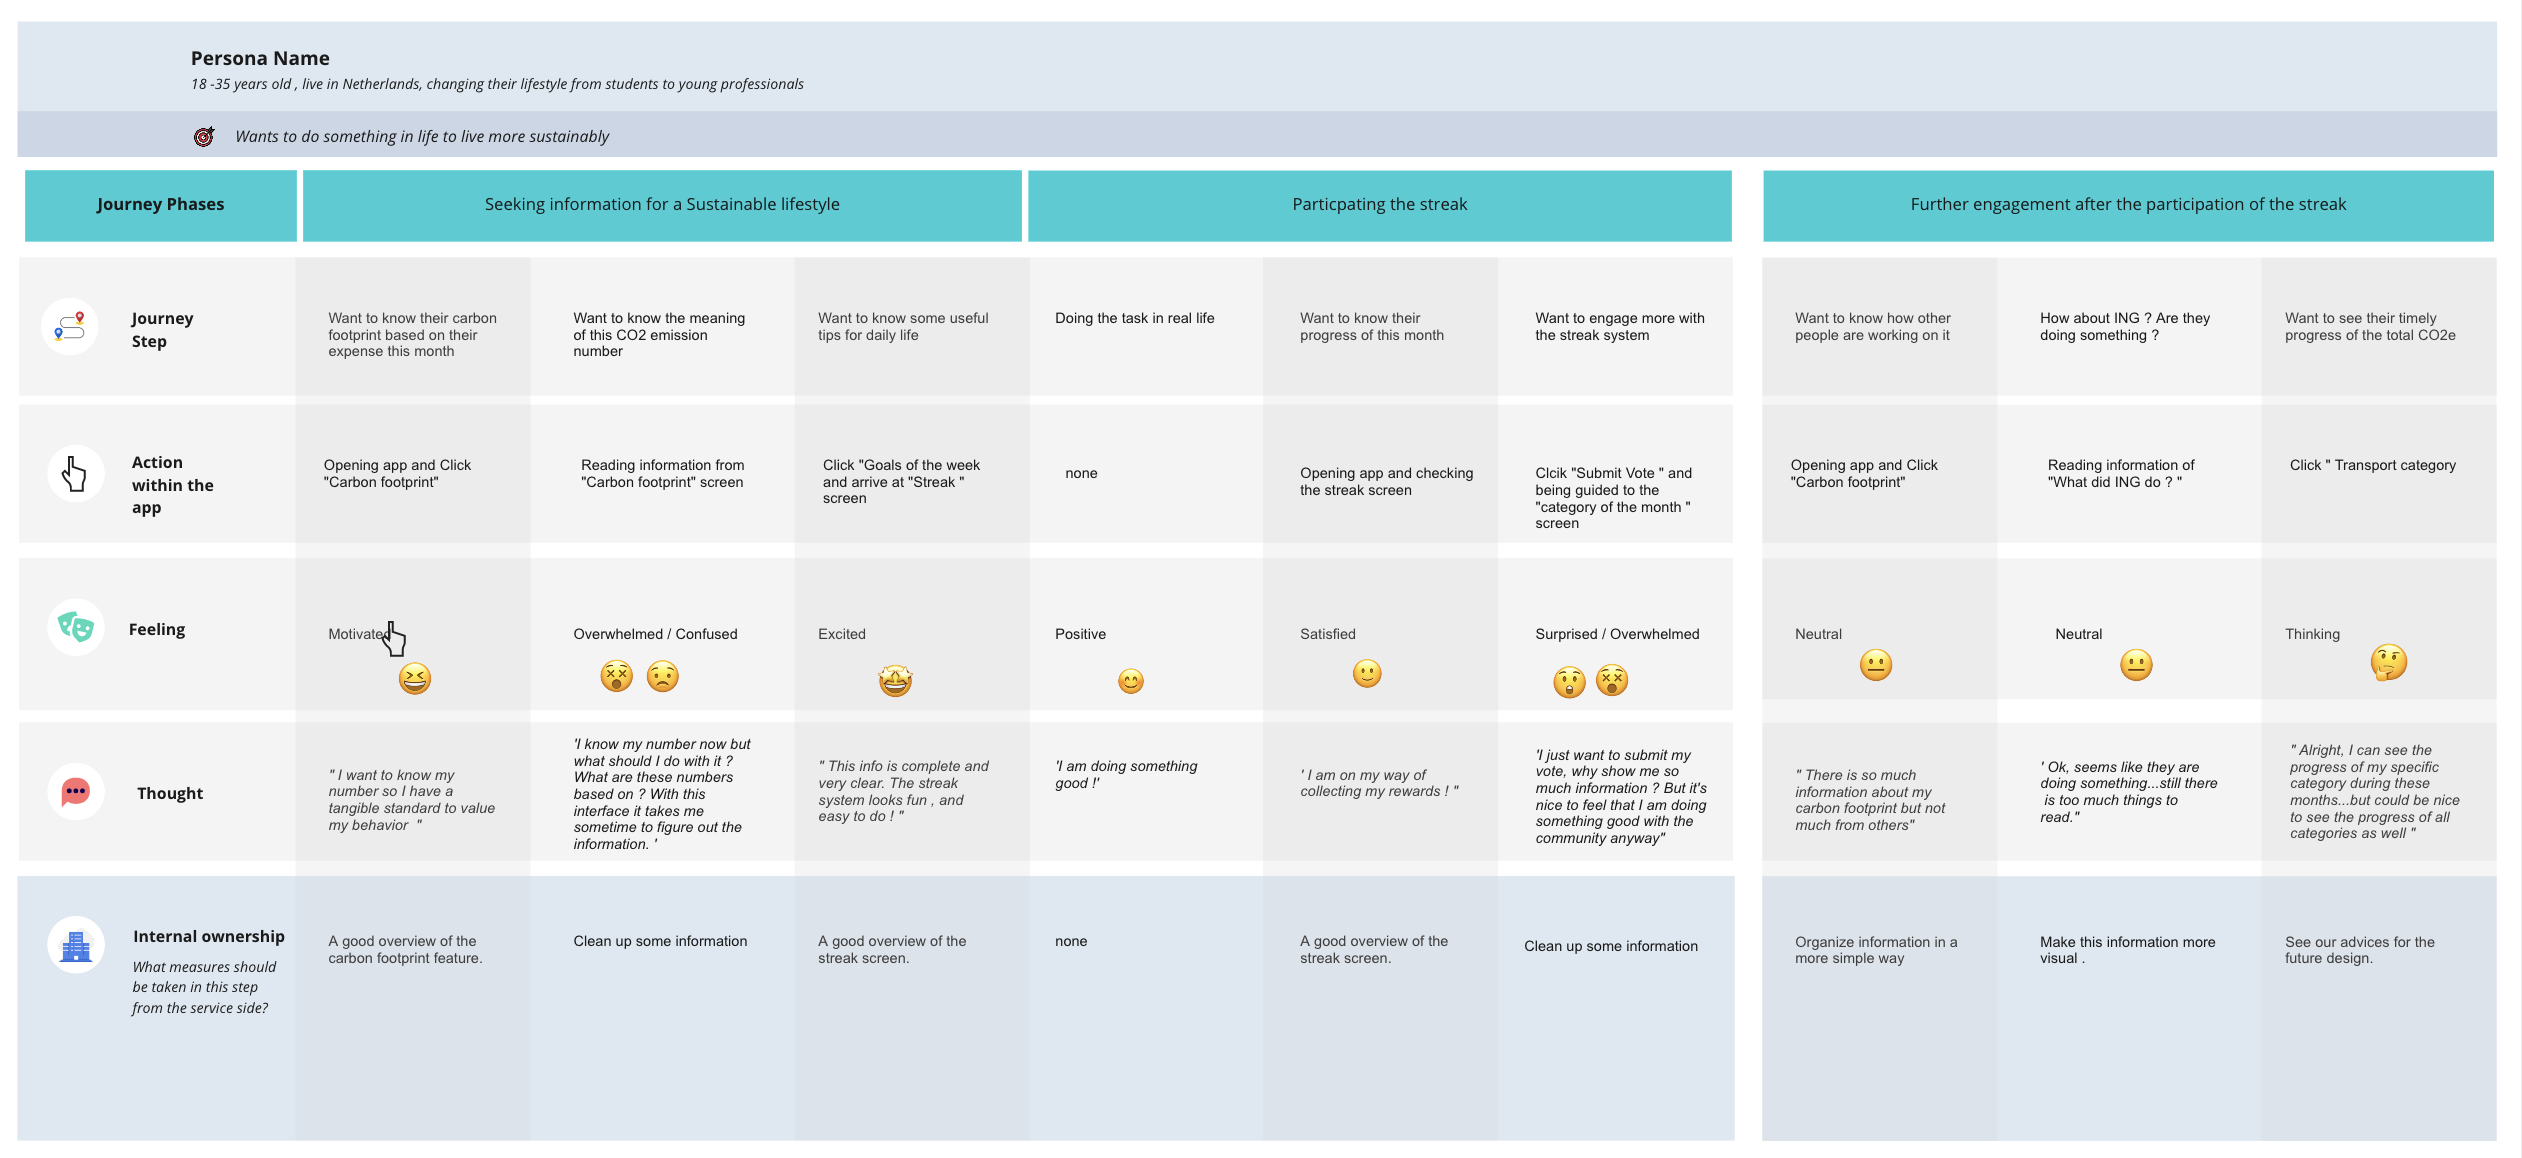 Persona Name
18 -35 years old , live in Netherlands, changing their lifestyle from students to young professionals
Wants to do something in life to live more sustainably
Journey Phases
Seeking information for a Sustainable lifestyle
Particpating the streak
Further engagement after the participation of the streak
Journey
Step
Want to know their carbon
footprint based on their
expense this month
Want to know the meaning
of this CO2 emission
number
Want to know some useful
tips for daily life
Doing the task in real life
Want to know their
progress of this month
Want to engage more with
the streak system
Want to know how other
people are working on it
How about ING ? Are they
doing something ?
Want to see their timely
progress of the total CO2e
Action
within the
app
Opening app and Click
"Carbon footprint"
Reading information from
"Carbon footprint" screen
Click "Goals of the week
and arrive at "Streak "
screen
none
Opening app and checking
the streak screen
Clcik "Submit Vote " and
being guided to the
"category of the month "
screen
Opening app and Click
"Carbon footprint"
Reading information of
"What did ING do ? "
Click " Transport category
Feeling
Motivated
Overwhelmed / Confused
Excited
Positive
Satisfied
Surprised / Overwhelmed
Neutral
Neutral
Thinking
Thought
" I want to know my
number so I have a
tangible standard to value
my behavior  "
'I know my number now but
what should I do with it ?
What are these numbers
based on ? With this
interface it takes me
sometime to figure out the
information. '
" This info is complete and
very clear. The streak
system looks fun , and
easy to do ! "
'I am doing something
good !'
' I am on my way of
collecting my rewards ! "
'I just want to submit my
vote, why show me so
much information ? But it's
nice to feel that I am doing
something good with the
community anyway"
" There is so much
information about my
carbon footprint but not
much from others"
' Ok, seems like they are
doing something...still there
is too much things to
read."
" Alright, I can see the
progress of my specific
category during these
months...but could be nice
to see the progress of all
categories as well "
Internal ownership
What measures should
be taken in this step
from the service side?
A good overview of the
carbon footprint feature.
Clean up some information
A good overview of the
streak screen.
none
A good overview of the
streak screen.
Clean up some information
Organize information in a
more simple way
Make this information more
visual .
See our advices for the
future design.